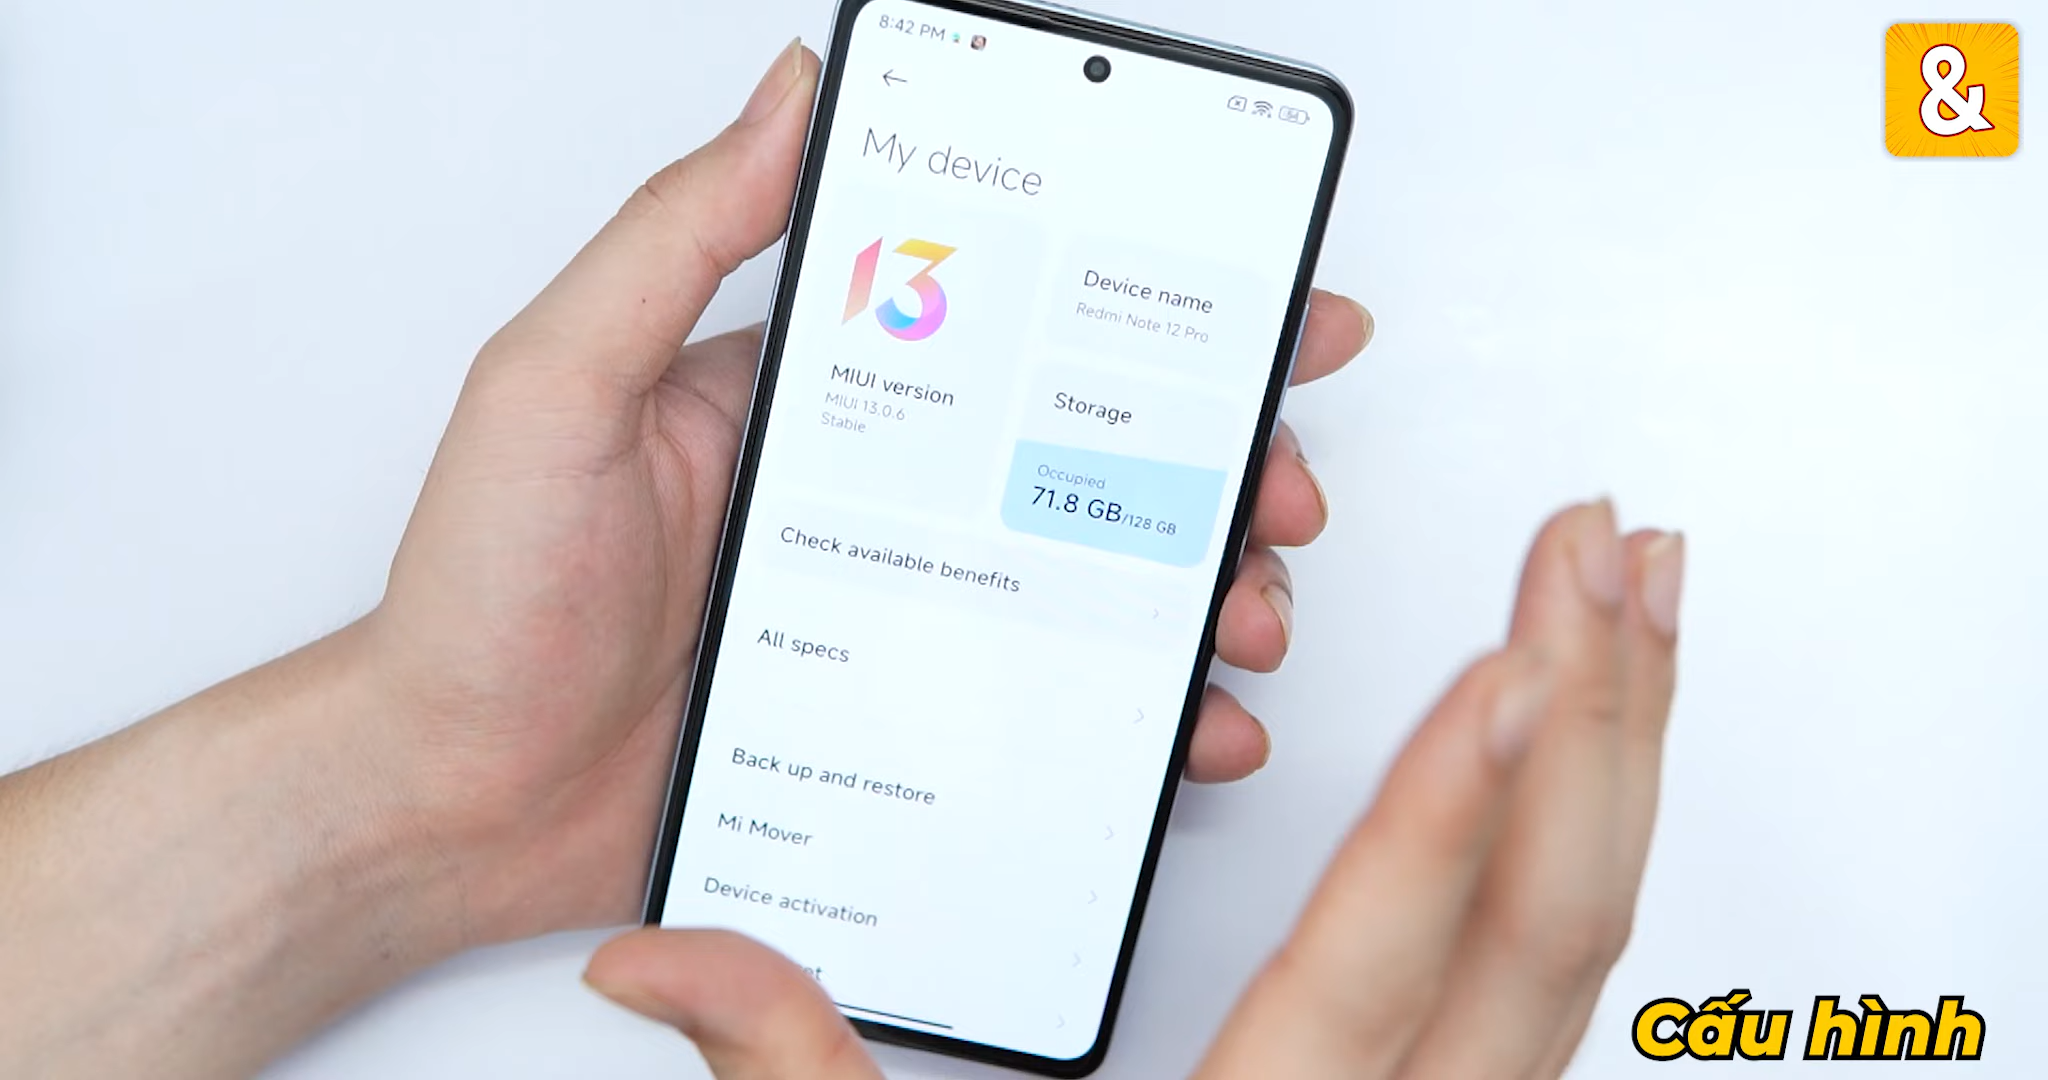 8:42 PM
&
My device
13
Device name
Redmi Note 12 Pro
MIUI version
MIUI 13.0.6
Stable
Storage
Occupied
71.8 GB/128 GB
Check available benefits
All specs
Back up and restore
Mi Mover
Device activation
Cấu hình